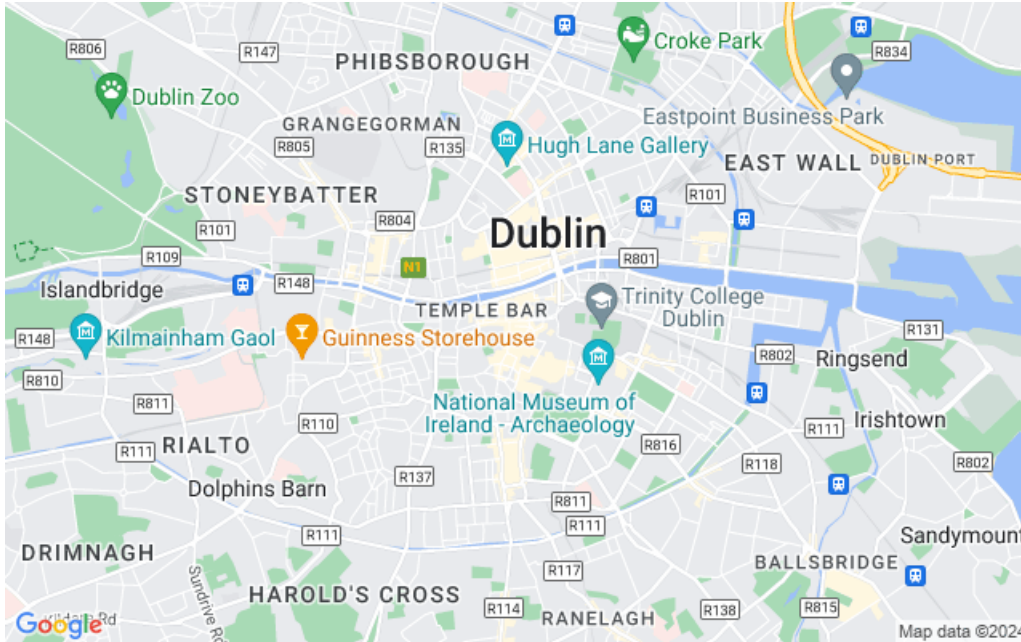 R806
R147
PHIBSBOROUGH
Croke Park
R834
Dublin Zoo
Eastpoint Business Park
GRANGEGORMAN
R805
R135
Hugh Lane Gallery
EAST WALL
DUBLIN PORT
STONEYBATTER
R101
R804
R101
Dublin
R109
N1
R801
Islandbridge
R148
TEMPLE BAR
Trinity College
Dublin
R148
Kilmainham Gaol
Guinness Storehouse
R131
R802
Ringsend
R810
R811
National Museum of
Ireland - Archaeology
R110
R111
Irishtown
RIALTO
R111
R816
R118
R802
R137
Dolphins Barn
R811
R111
R111
Sandymount
DRIMNAGH
BALLSBRIDGE
R117
Sundrive Ro
HAROLD'S CROSS
R114
RANELAGH
R138
R815
Google
Rd
Map data ©2024